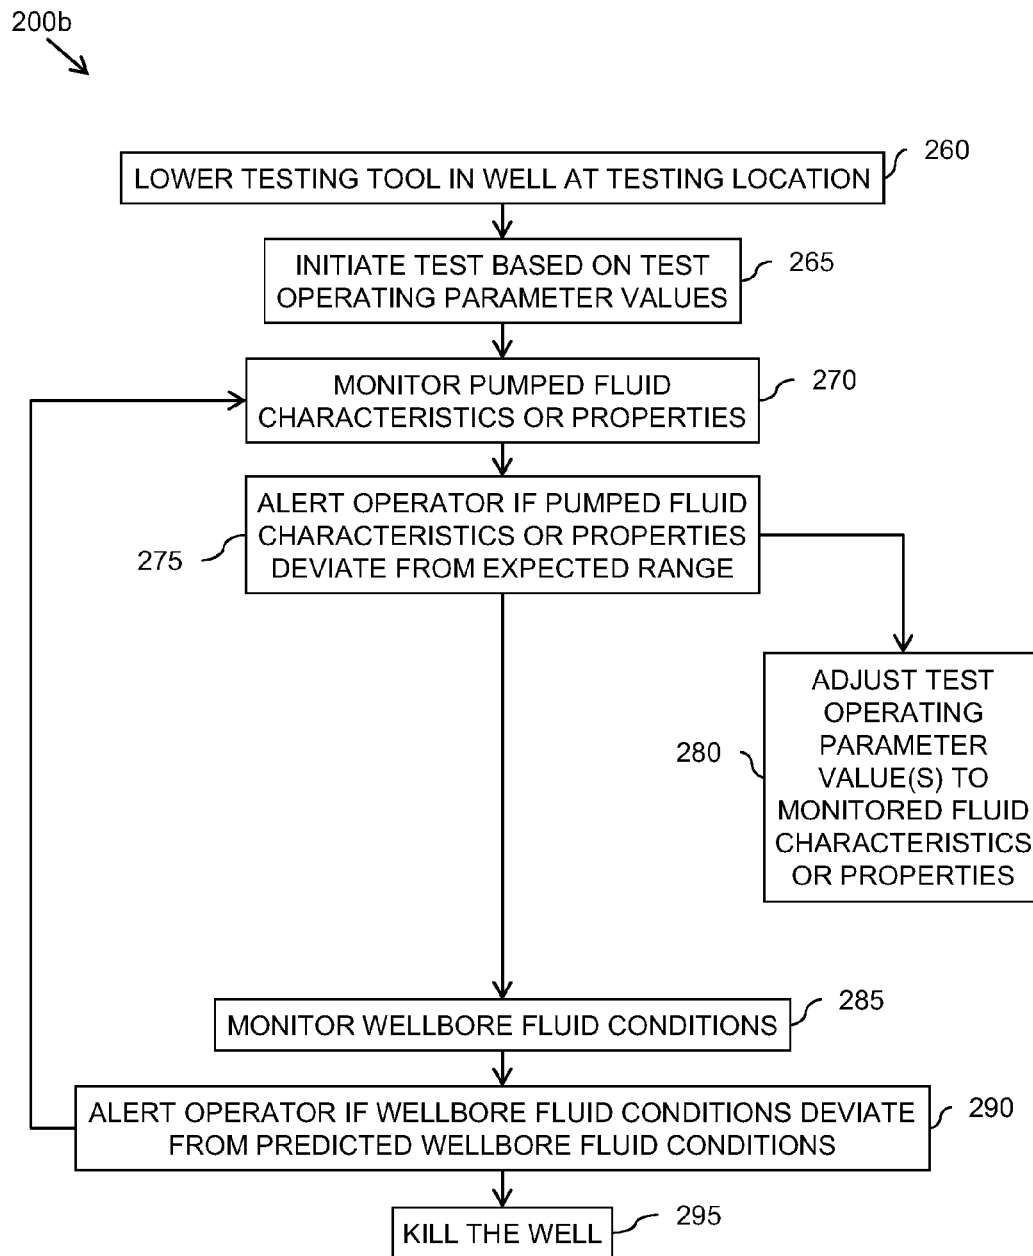 200b
260
LOWER TESTING TOOL IN WELL AT TESTING LOCATION
265
INITIATE TEST BASED ON TEST
OPERATING PARAMETER VALUES
270
MONITOR PUMPED FLUID
CHARACTERISTICS OR PROPERTIES
275
ALERT OPERATOR IF PUMPED FLUID
CHARACTERISTICS OR PROPERTIES
DEVIATE FROM EXPECTED RANGE
280
ADJUST TEST
OPERATING
PARAMETER
VALUE(S) TO
MONITORED FLUID
CHARACTERISTICS
OR PROPERTIES
285
MONITOR WELLBORE FLUID CONDITIONS
290
ALERT OPERATOR IF WELLBORE FLUID CONDITIONS DEVIATE
FROM PREDICTED WELLBORE FLUID CONDITIONS
295
KILL THE WELL